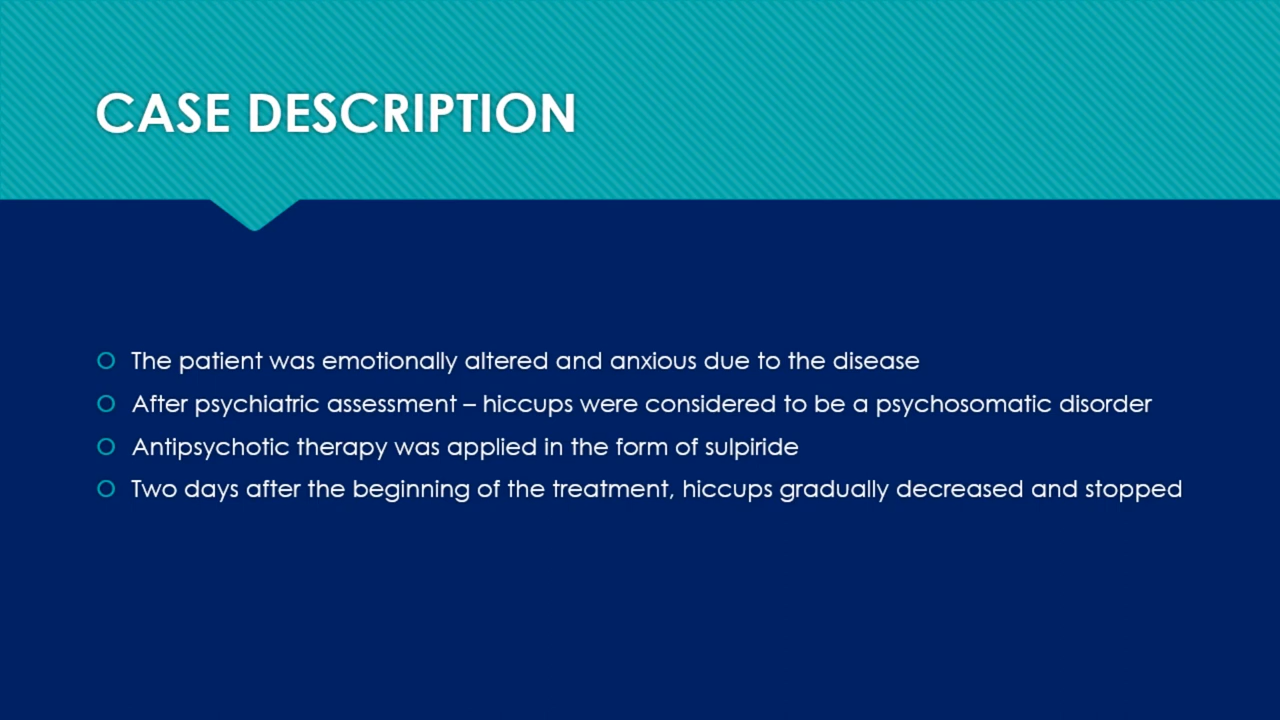 CASE DESCRIPTION
The patient was emotionally altered and anxious due to the disease
After psychiatric assessment – hiccups were considered to be a psychosomatic disorder
Antipsychotic therapy was applied in the form of sulpiride
Two days after the beginning of the treatment, hiccups gradually decreased and stopped